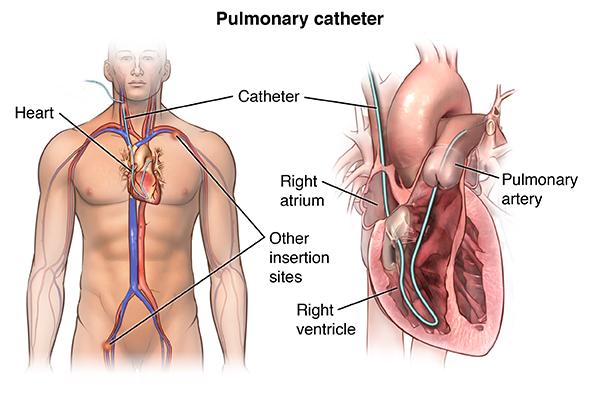 Pulmonary catheter
Catheter
Heart
Right
atrium
Pulmonary
artery
Other
insertion
sites
Right
ventricle